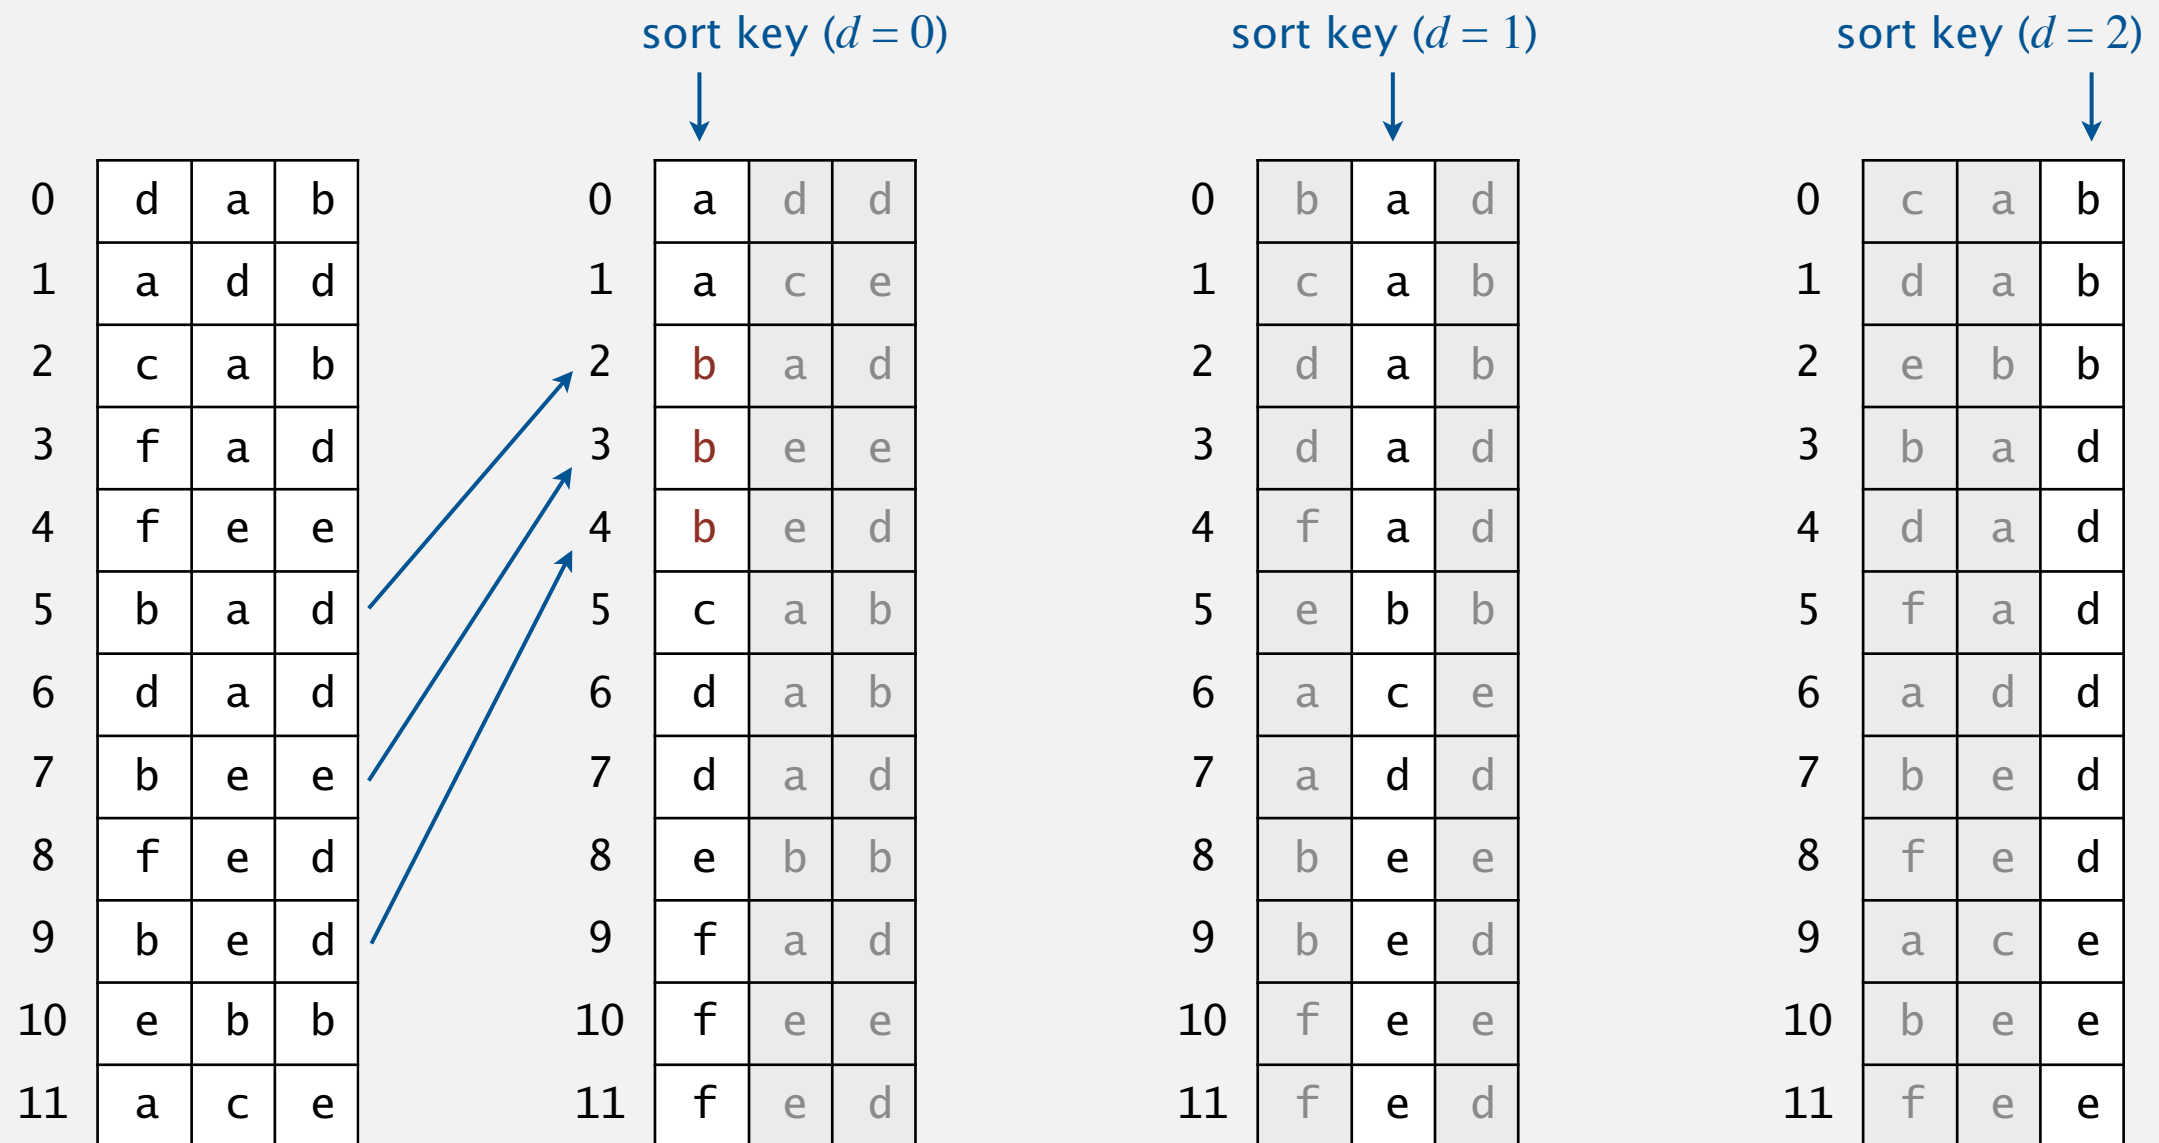 sort key (d = 0) sort key (d = 1) sort key (d = 2)
0 d a b 0 a d d 0 b a d 0 c a b
1 a d d 1 a c e 1 c a b 1 d a b
2 c a b 2 b a d 2 d a b 2 e b b
3 f a d 3 b e e 3 d a d 3 b a d
4 f e e 4 b e d 4 f a d 4 d a d
5 b a d 5 c a b 5 e b b 5 f a d
6 d a d 6 d a b 6 a c e 6 a d d
7 b e e 7 d a d 7 a d d 7 b e d
8 f e d 8 e b b 8 b e e 8 f e d
9 b e d 9 f a d 9 b e d 9 a c e
10 e b b 10 f e e 10 f e e 10 b e e
11 a c e 11 f e d 11 f e d 11 f e e